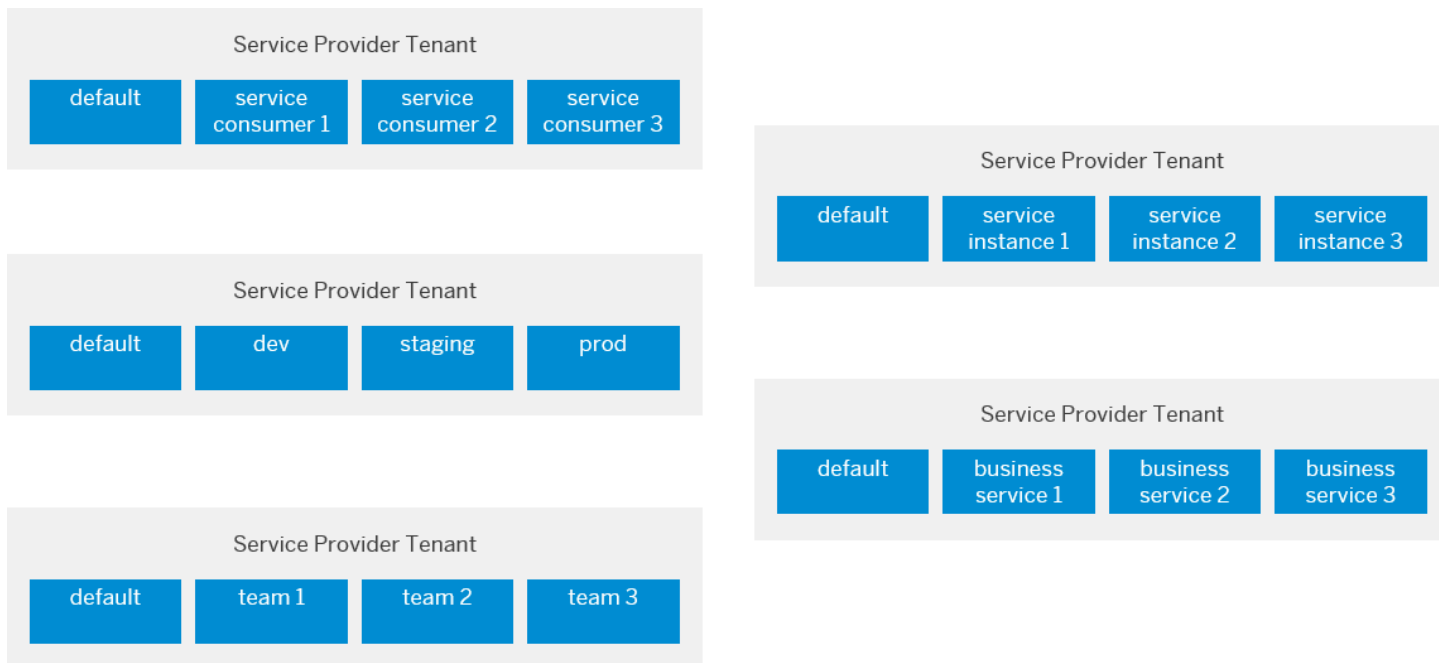 Service Provider Tenant
default
service
consumer 1
service
consumer 2
service
consumer 3
Service Provider Tenant
default
dev
staging
prod
Service Provider Tenant
default
team 1
team 2
team 3
Service Provider Tenant
default
service
instance 1
service
instance 2
service
instance 3
Service Provider Tenant
default
business
service 1
business
service 2
business
service 3